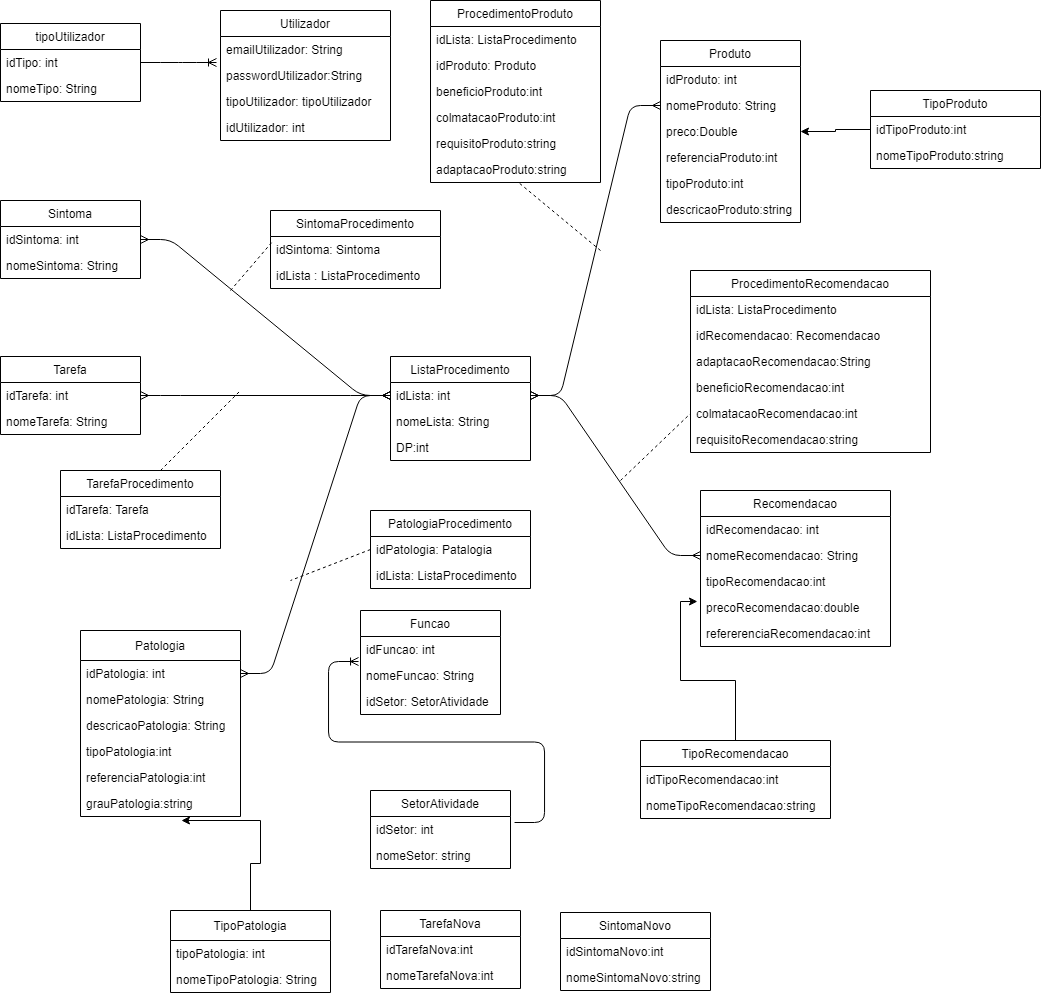 tipoUtilizador
idTipo: int
nomeTipo: String
Utilizador
emailUtilizador: String
passwordUtilizador:String
tipoUtilizador: tipoUtilizador
idUtilizador: int
ProcedimentoProduto
idLista: ListaProcedimento
idProduto: Produto
beneficioProduto:int
colmatacaoProduto:int
requisitoProduto:string
adaptacaoProduto:string
Produto
idProduto: int
nomeProduto: String
preco:Double
referenciaProduto:int
tipoProduto:int
descricaoProduto:string
TipoProduto
idTipoProduto:int
nomeTipoProduto:string
Sintoma
idSintoma: int
nomeSintoma: String
SintomaProcedimento
idSintoma: Sintoma
idLista : ListaProcedimento
ProcedimentoRecomendacao
idLista: ListaProcedimento
idRecomendacao: Recomendacao
adaptacaoRecomendacao:String
beneficioRecomendacao:int
colmatacaoRecomendacao:int
requisitoRecomendacao:string
Tarefa
idTarefa: int
nomeTarefa: String
ListaProcedimento
idLista: int
nomeLista: String
DP:int
TarefaProcedimento
idTarefa: Tarefa
idLista: ListaProcedimento
PatologiaProcedimento
idPatologia: Patalogia
idLista: ListaProcedimento
Recomendacao
idRecomendacao: int
nomeRecomendacao: String
tipoRecomendacao:int
precoRecomendacao:double
refererenciaRecomendacao:int
Patologia
idPatologia: int
nomePatologia: String
descricaoPatologia: String
tipoPatologia:int
referenciaPatologia:int
grauPatologia:string
Funcao
idFuncao: int
nomeFuncao: String
idSetor: SetorAtividade
TipoRecomendacao
idTipoRecomendacao:int
nomeTipoRecomendacao:string
SetorAtividade
idSetor: int
nomeSetor: string
TipoPatologia
tipoPatologia: int
nomeTipoPatologia: String
TarefaNova
idTarefaNova:int
nomeTarefaNova:int
SintomaNovo
idSintomaNovo:int
nomeSintomaNovo:string